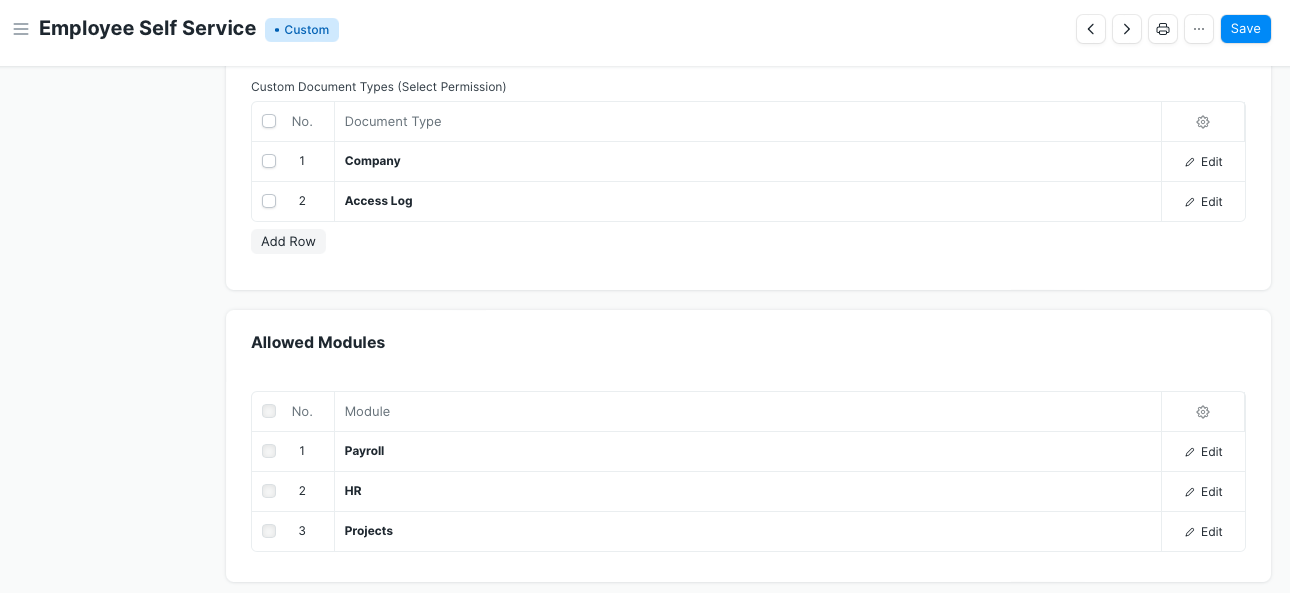 Employee Self Service • Custom ··· Save
Custom Document Types (Select Permission)
No. Document Type
1 Company Edit
2 Access Log Edit
Add Row
Allowed Modules
No. Module
1 Payroll Edit
2 HR Edit
3 Projects Edit